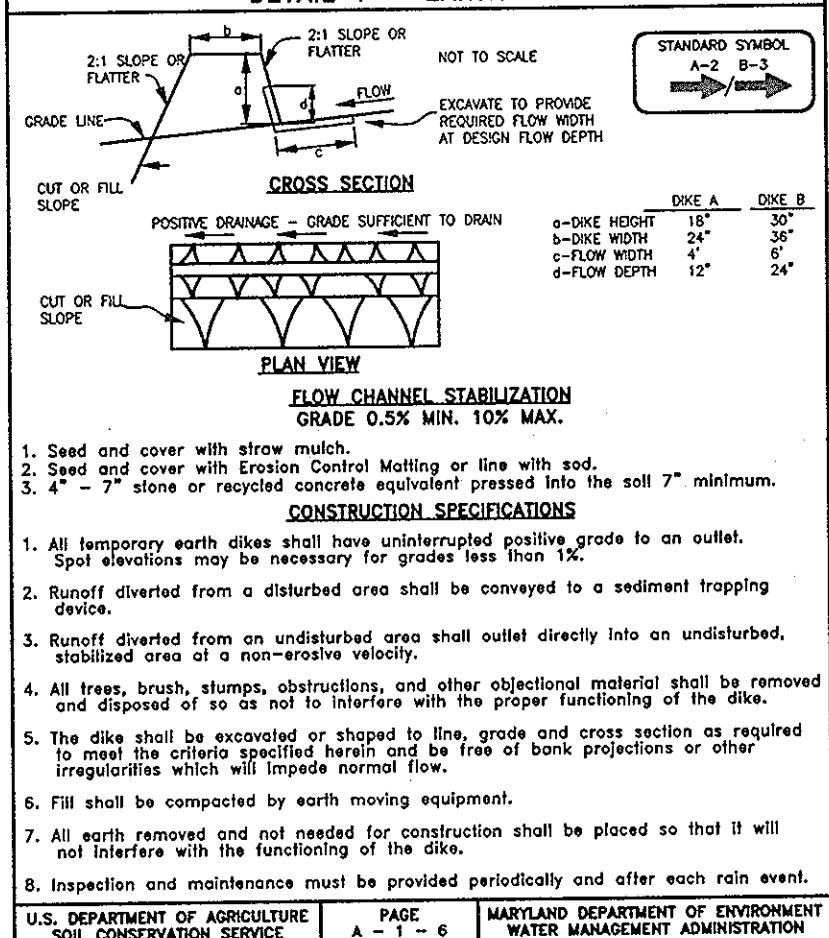 2:1 SLOPE OR
FLATTER
b
2:1 SLOPE OR
FLATTER
NOT TO SCALE
STANDARD SYMBOL
A-2 B-3
/
a
d
FLOW
GRADE LINE
EXCAVATE TO PROVIDE
REQUIRED FLOW WIDTH
AT DESIGN FLOW DEPTH
c
CUT OR FILL
SLOPE
CROSS SECTION
POSITIVE DRAINAGE - GRADE SUFFICIENT TO DRAIN
DIKE A DIKE B
a-DIKE HEIGHT 18" 30"
b-DIKE WIDTH 24" 36"
c-FLOW WIDTH 4' 6'
d-FLOW DEPTH 12" 24"
CUT OR FILL
SLOPE
PLAN VIEW
FLOW CHANNEL STABILIZATION
GRADE 0.5% MIN. 10% MAX.
1. Seed and cover with straw mulch.
2. Seed and cover with Erosion Control Matting or line with sod.
3. 4" - 7" stone or recycled concrete equivalent pressed into the soil 7" minimum.
CONSTRUCTION SPECIFICATIONS
1. All temporary earth dikes shall have uninterrupted positive grade to an outlet.
Spot elevations may be necessary for grades less than 1%.
2. Runoff diverted from a disturbed area shall be conveyed to a sediment trapping
device.
3. Runoff diverted from an undisturbed area shall outlet directly into an undisturbed,
stabilized area at a non-erosive velocity.
4. All trees, brush, stumps, obstructions, and other objectional material shall be removed
and disposed of so as not to interfere with the proper functioning of the dike.
5. The dike shall be excavated or shaped to line, grade and cross section as required
to meet the criteria specified herein and be free of bank projections or other
irregularities which will impede normal flow.
6. Fill shall be compacted by earth moving equipment.
7. All earth removed and not needed for construction shall be placed so that it will
not interfere with the functioning of the dike.
8. Inspection and maintenance must be provided periodically and after each rain event.
U.S. DEPARTMENT OF AGRICULTURE
SOIL CONSERVATION SERVICE
PAGE
A - 1 - 6
MARYLAND DEPARTMENT OF ENVIRONMENT
WATER MANAGEMENT ADMINISTRATION